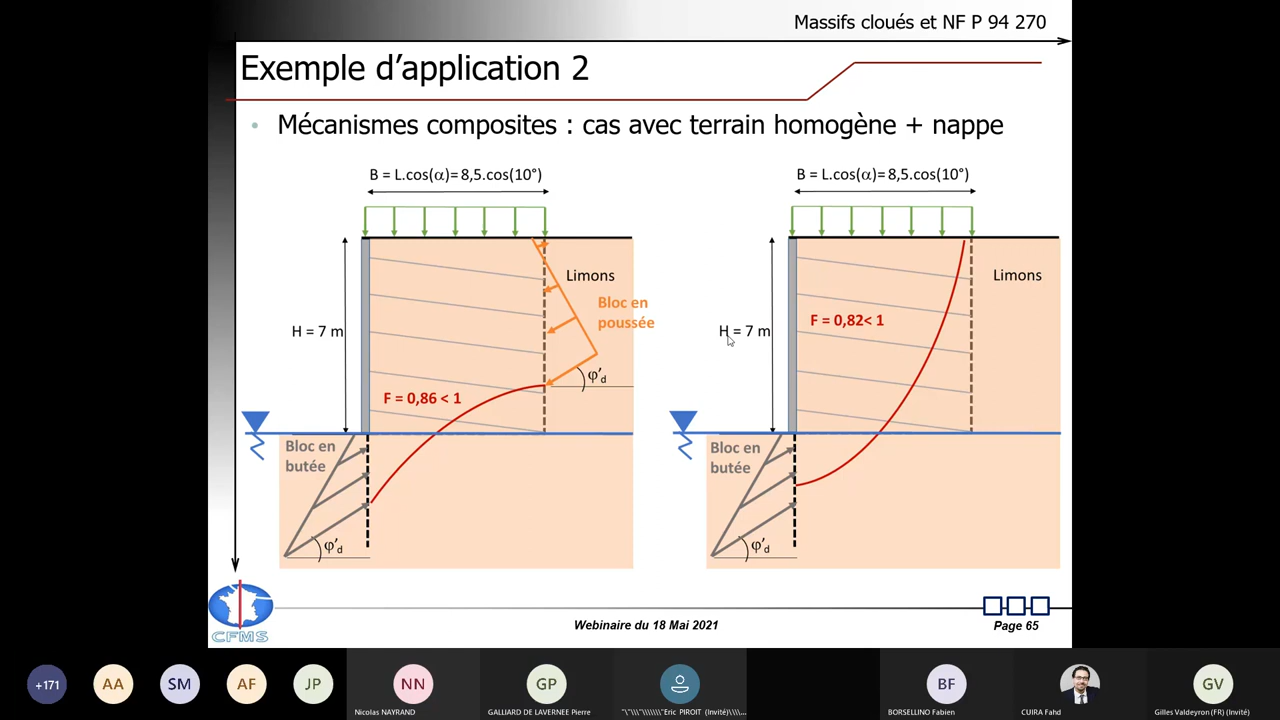 Massifs cloués et NF P 94 270
Exemple d’application 2
• Mécanismes composites : cas avec terrain homogène + nappe
B = L.cos(α)= 8,5.cos(10°)
Limons
Bloc en
poussée
H = 7 m
φ’d
F = 0,86 < 1
Bloc en
butée
φ’d
B = L.cos(α)= 8,5.cos(10°)
Limons
F = 0,82< 1
H = 7 m
Bloc en
butée
φ’d
CFMS
Webinaire du 18 Mai 2021
Page 65
+171
AA
SM
AF
JP
NN
Nicolas NAYRAND
GP
GALLIARD DE LAVERNEE Pierre
"\"\\\"\\\\\\\"Eric PIROIT (Invité)\\\\...
BF
BORSELLINO Fabien
CUIRA Fahd
GV
Gilles Valdeyron (FR) (Invité)